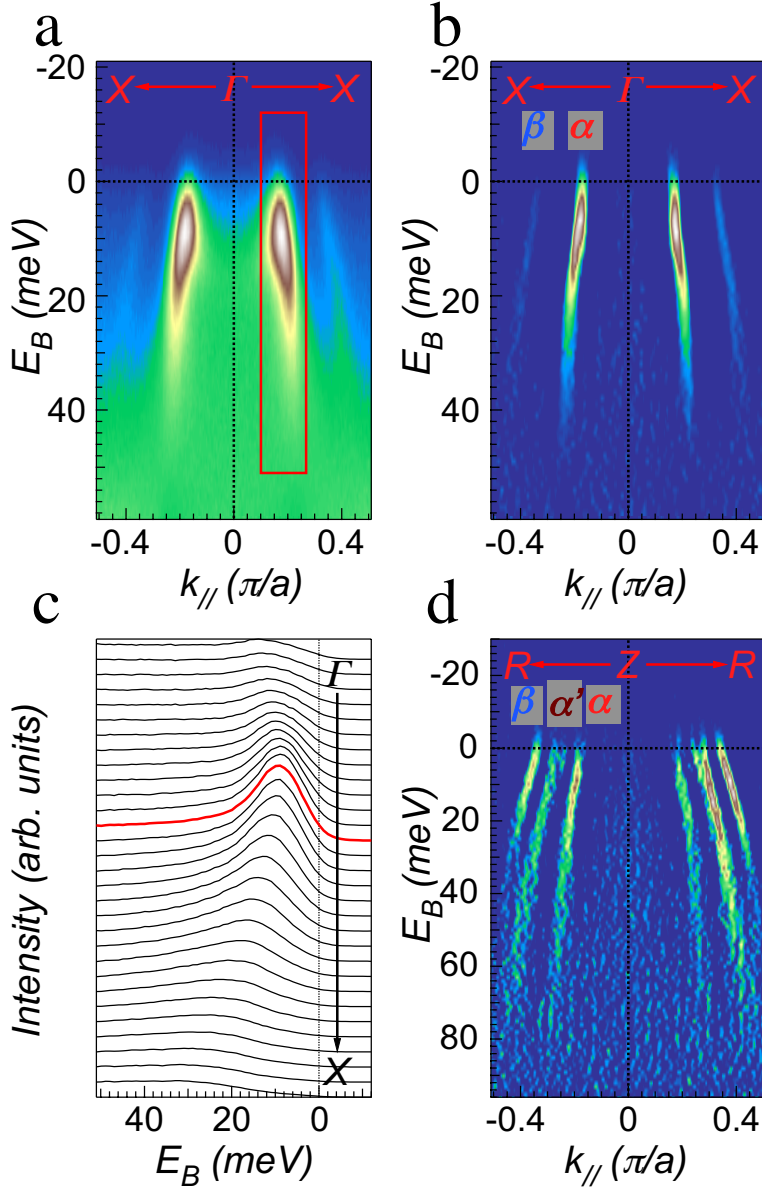 a
X Γ X
-20
0
20
40
E_B (meV)
-0.4 0 0.4
k_// (π/a)
b
X Γ X
β α
-20
0
20
40
E_B (meV)
-0.4 0 0.4
k_// (π/a)
c
Γ
X
Intensity (arb. units)
40 20 0
E_B (meV)
d
R Z R
β α' α
-20
0
20
40
60
80
E_B (meV)
-0.4 0 0.4
k_// (π/a)